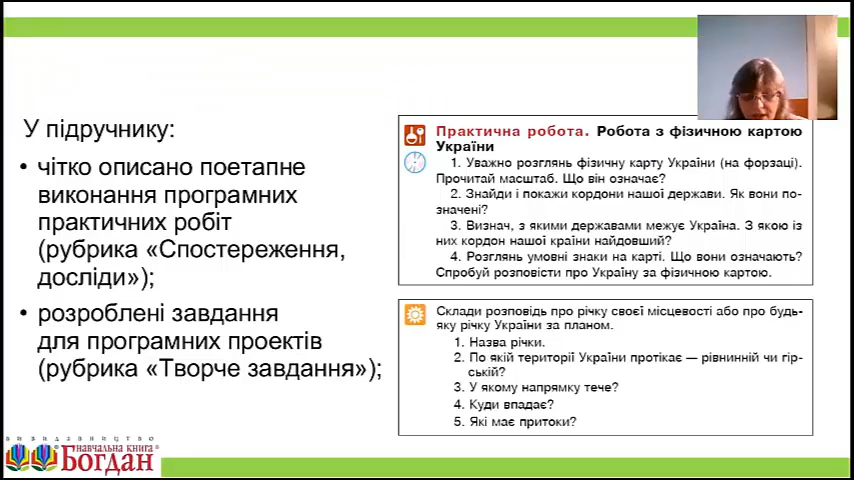 У підручнику:
• чітко описано поетапне
виконання програмних
практичних робіт
(рубрика «Спостереження,
досліди»);
• розроблені завдання
для програмних проектів
(рубрика «Творче завдання»);
Практична робота. Робота з фізичною картою
України
1. Уважно розглянь фізичну карту України (на форзаці).
Прочитай масштаб. Що він означає?
2. Знайди і покажи кордони нашої держави. Як вони по-
значені?
3. Визнач, з якими державами межує Україна. З якою із
них кордон нашої країни найдовший?
4. Розглянь умовні знаки на карті. Що вони означають?
Спробуй розповісти про Україну за фізичною картою.
Склади розповідь про річку своєї місцевості або про будь-
яку річку України за планом.
1. Назва річки.
2. По якій території України протікає — рівнинній чи гір-
ській?
3. У якому напрямку тече?
4. Куди впадає?
5. Які має притоки?
видавництво
навчальна книга
Богдан